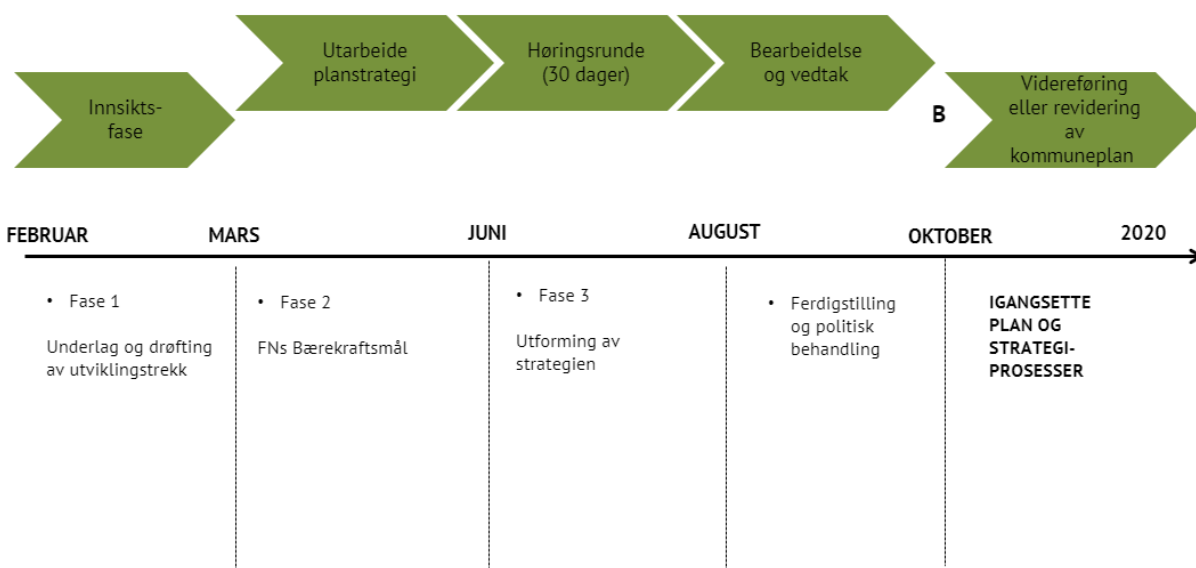 Innsikts-
fase
Utarbeide
planstrategi
Høringsrunde
(30 dager)
Bearbeidelse
og vedtak
B
Videreføring
eller revidering
av
kommuneplan
FEBRUAR
MARS
JUNI
AUGUST
OKTOBER
2020
• Fase 1
Underlag og drøfting
av utviklingstrekk
• Fase 2
FNs Bærekraftsmål
• Fase 3
Utforming av
strategien
• Ferdigstilling
og politisk
behandling
IGANGSETTE
PLAN OG
STRATEGI-
PROSESSER